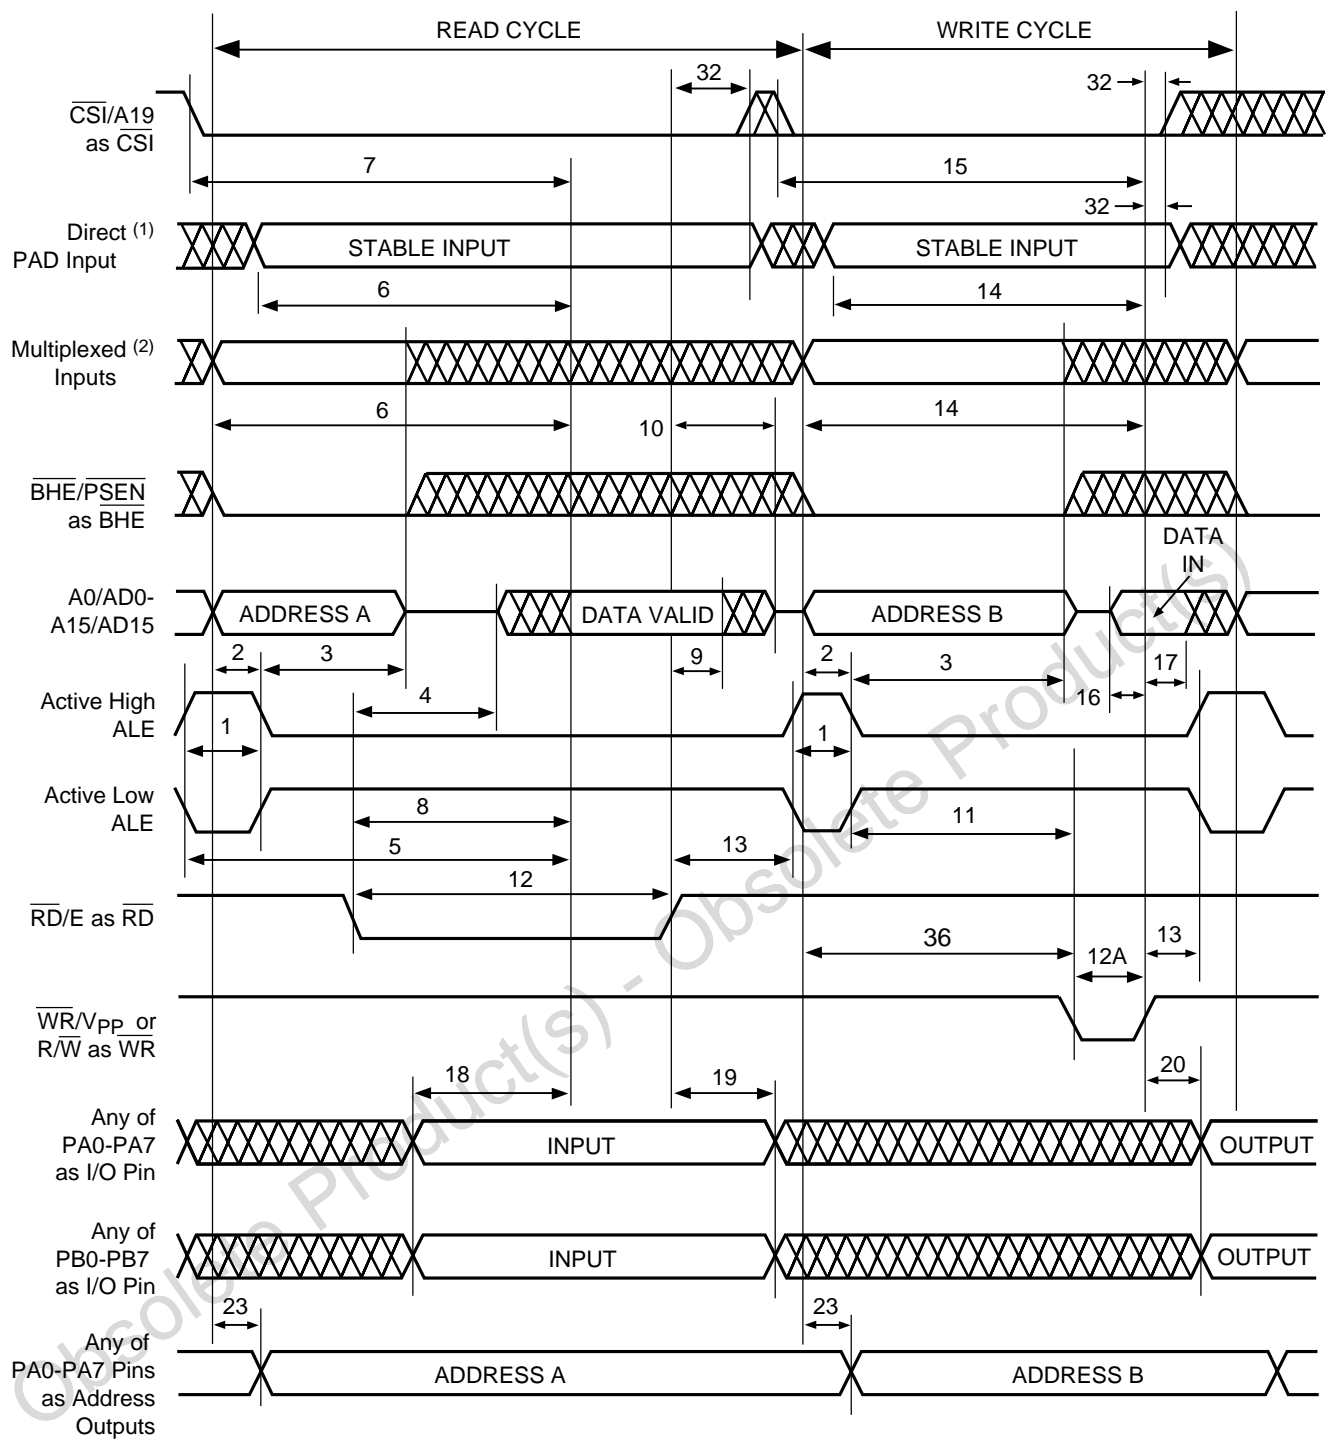 READ CYCLE
WRITE CYCLE
32
32
CSI/A19
as CSI
7
15
32
Direct (1)
PAD Input
STABLE INPUT
STABLE INPUT
6
14
Multiplexed (2)
Inputs
6
10
14
BHE/PSEN
as BHE
DATA
IN
A0/AD0-
A15/AD15
ADDRESS A
DATA VALID
ADDRESS B
2
3
9
2
3
17
4
16
Active High
ALE
1
1
Active Low
ALE
8
11
5
13
12
RD/E as RD
36
12A
13
WR/VPP or
R/W as WR
18
19
20
Any of
PA0-PA7
as I/O Pin
INPUT
OUTPUT
Any of
PB0-PB7
as I/O Pin
INPUT
OUTPUT
23
23
Any of
PA0-PA7 Pins
as Address
Outputs
ADDRESS A
ADDRESS B
Obsolete Product(s) - Obsolete Product(s)